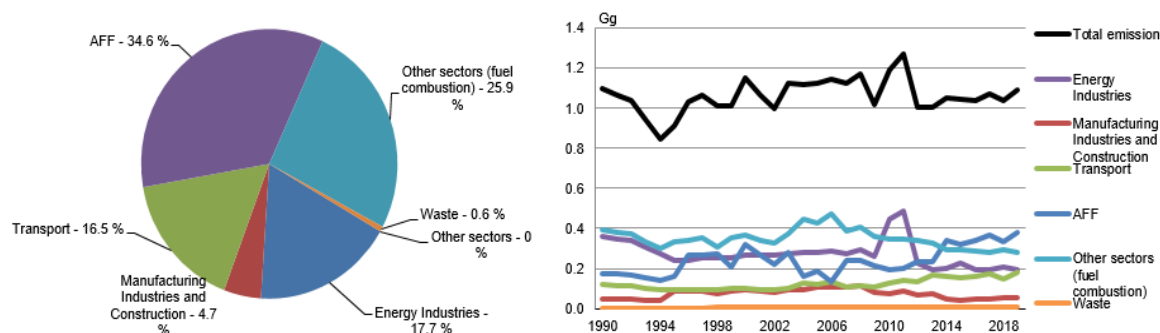 AFF - 34.6 %
Other sectors (fuel
combustion) - 25.9
%
Waste - 0.6 %
Other sectors - 0
%
Transport - 16.5 %
Manufacturing
Industries and
Construction - 4.7
%
Energy Industries -
17.7 %
Gg
1.4
1.2
1.0
0.8
0.6
0.4
0.2
0.0
1990
1994
1998
2002
2006
2010
2014
2018
Total emission
Energy
Industries
Manufacturing
Industries and
Construction
Transport
AFF
Other sectors
(fuel
combustion)
Waste